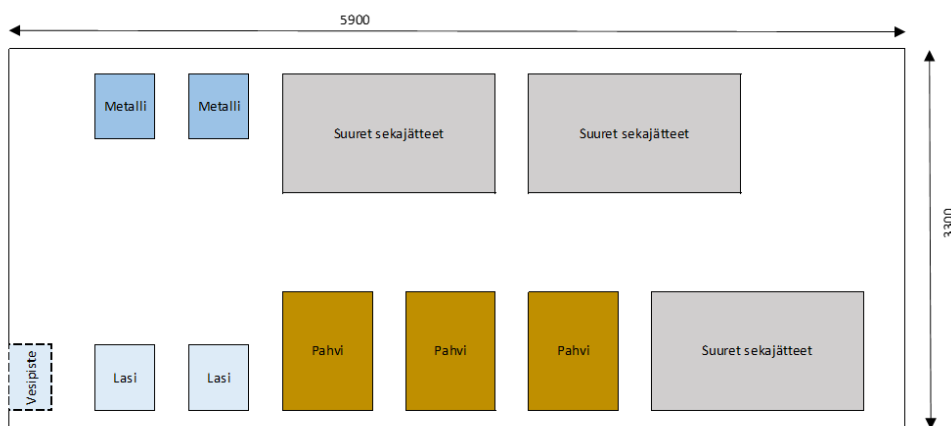 5900
Metalli
Metalli
Suuret sekajätteet
Suuret sekajätteet
3300
Vesipiste
Lasi
Lasi
Pahvi
Pahvi
Pahvi
Suuret sekajätteet